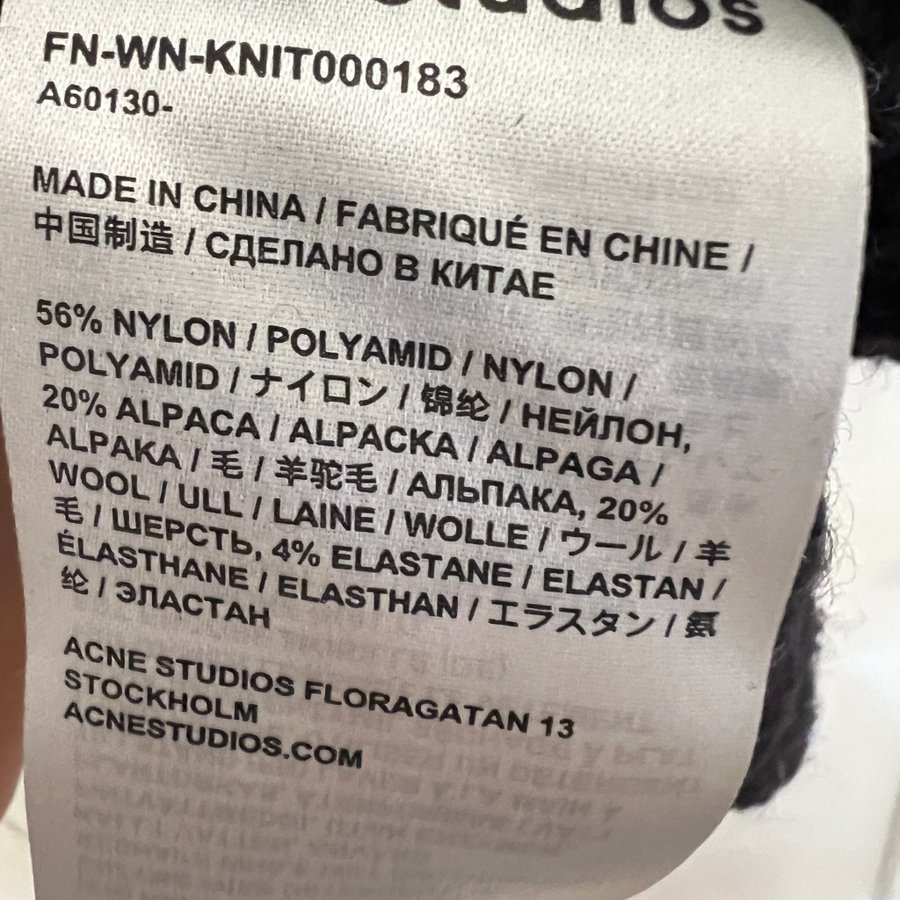 studios
FN-WN-KNIT000183
A60130-
MADE IN CHINA / FABRIQUÉ EN CHINE /
中国制造 / СДЕЛАНО В КИТАЕ
56% NYLON / POLYAMID / NYLON /
POLYAMID / ナイロン / 锦纶 / НЕЙЛОН,
20% ALPACA / ALPACKA / ALPAGA /
ALPAKA / 毛 / 羊驼毛 / АЛЬПАКА, 20%
WOOL / ULL / LAINE / WOLLE / ウール / 羊
毛 / ШЕРСТЬ, 4% ELASTANE / ELASTAN /
ÉLASTHANE / ELASTHAN / エラスタン / 氨
纶 / ЭЛАСТАН
ACNE STUDIOS FLORAGATAN 13
STOCKHOLM
ACNESTUDIOS.COM